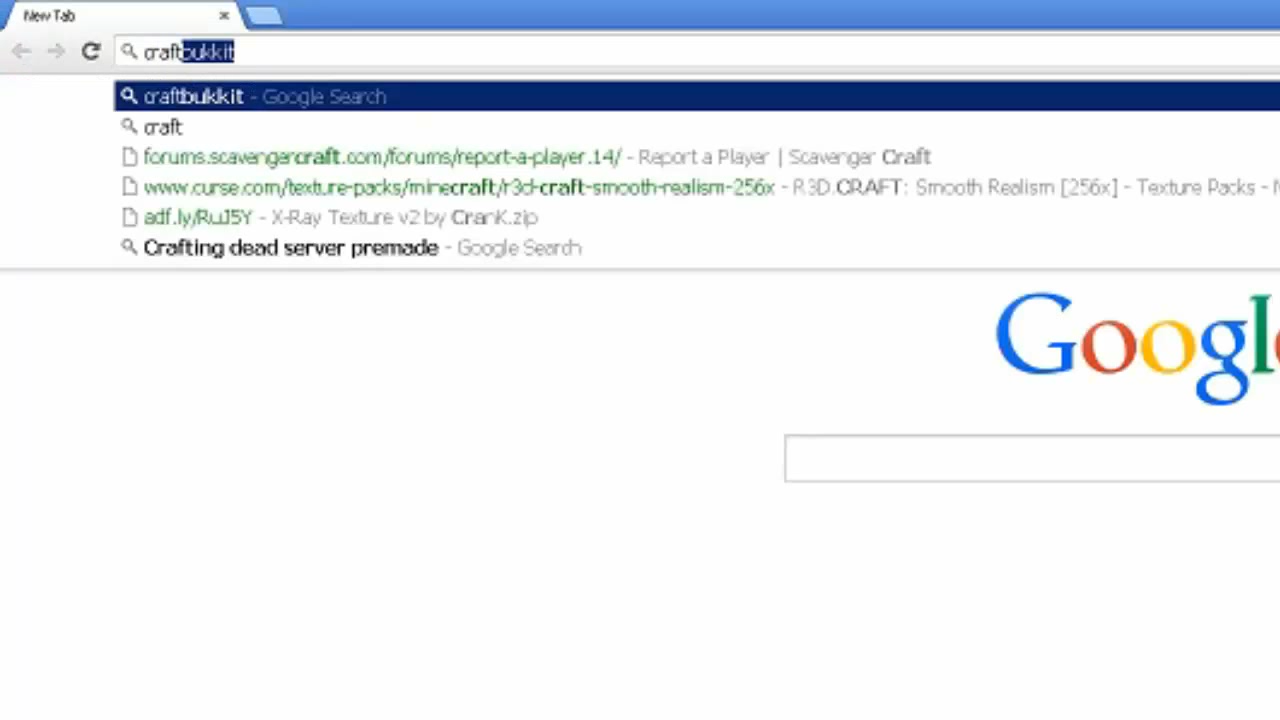 New Tab
craftbukkit
craftbukkit - Google Search
craft
forums.scavengercraft.com/forums/report-a-player.14/ - Report a Player | Scavenger Craft
www.curse.com/texture-packs/minecraft/r3d-craft-smooth-realism-256x - R3D.CRAFT: Smooth Realism [256x] - Texture Packs -
adf.ly/RuJ5Y - X-Ray Texture v2 by CranK.zip
Crafting dead server premade - Google Search
Google